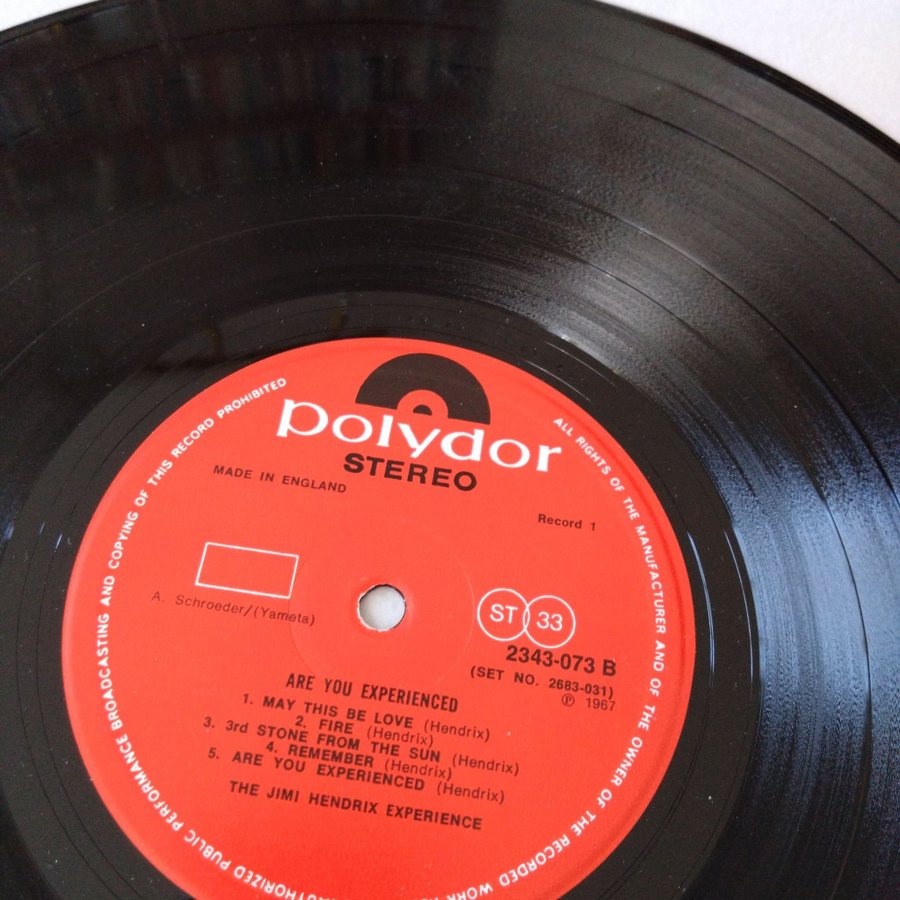 polydor
STEREO
MADE IN ENGLAND
Record 1
A. Schroeder/(Yameta)
ST 33
2343-073 B
(SET NO. 2683-031)
℗ 1967
ARE YOU EXPERIENCED
1. MAY THIS BE LOVE (Hendrix)
2. FIRE (Hendrix)
3. 3rd STONE FROM THE SUN (Hendrix)
4. REMEMBER (Hendrix)
5. ARE YOU EXPERIENCED (Hendrix)
THE JIMI HENDRIX EXPERIENCE
ALL RIGHTS OF THE MANUFACTURER AND OF THE OWNER OF THE RECORDED WORK
PUBLIC PERFORMANCE BROADCASTING AND COPYING OF THIS RECORD PROHIBITED